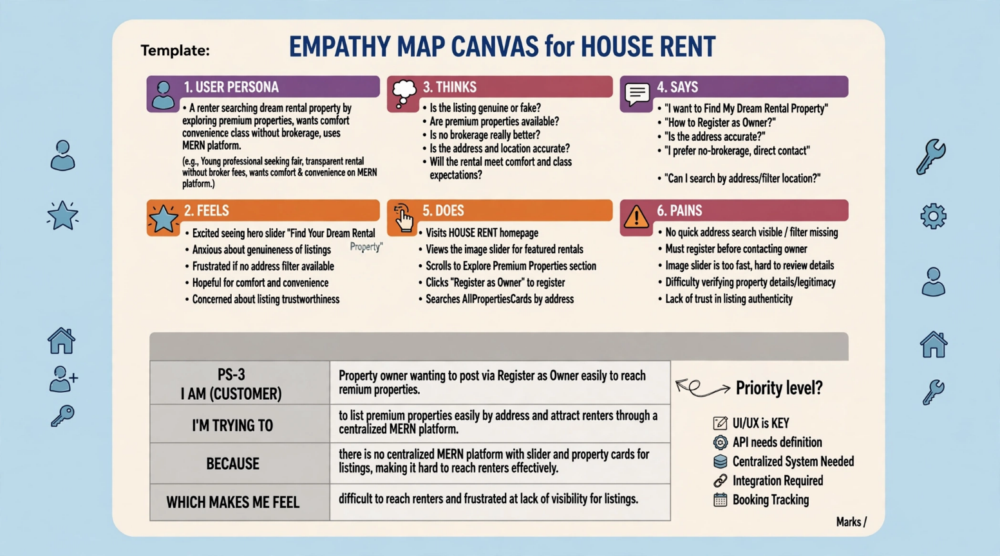 Template:
EMPATHY MAP CANVAS for HOUSE RENT
1. USER PERSONA
• A renter searching dream rental property by
exploring premium properties, wants comfort
convenience class without brokerage, uses
MERN platform.
(e.g., Young professional seeking fair, transparent rental
without broker fees, wants comfort & convenience on MERN
platform.)
3. THINKS
• Is the listing genuine or fake?
• Are premium properties available?
• Is no brokerage really better?
• Is the address and location accurate?
• Will the rental meet comfort and class
expectations?
4. SAYS
• "I want to Find My Dream Rental Property"
• "How to Register as Owner?"
• "Is the address accurate?"
• "I prefer no-brokerage, direct contact"
• "Can I search by address/filter location?"
2. FEELS
• Excited seeing hero slider "Find Your Dream Rental
Property"
• Anxious about genuineness of listings
• Frustrated if no address filter available
• Hopeful for comfort and convenience
• Concerned about listing trustworthiness
5. DOES
• Visits HOUSE RENT homepage
• Views the image slider for featured rentals
• Scrolls to Explore Premium Properties section
• Clicks "Register as Owner" to register
• Searches AllPropertiesCards by address
6. PAINS
• No quick address search visible / filter missing
• Must register before contacting owner
• Image slider is too fast, hard to review details
• Difficulty verifying property details/legitimacy
• Lack of trust in listing authenticity
PS-3
I AM (CUSTOMER)
Property owner wanting to post via Register as Owner easily to reach
remium properties.
I'M TRYING TO
to list premium properties easily by address and attract renters through a
centralized MERN platform.
BECAUSE
there is no centralized MERN platform with slider and property cards for
listings, making it hard to reach renters effectively.
WHICH MAKES ME FEEL
difficult to reach renters and frustrated at lack of visibility for listings.
Priority level?
UI/UX is KEY
API needs definition
Centralized System Needed
Integration Required
Booking Tracking
Marks /